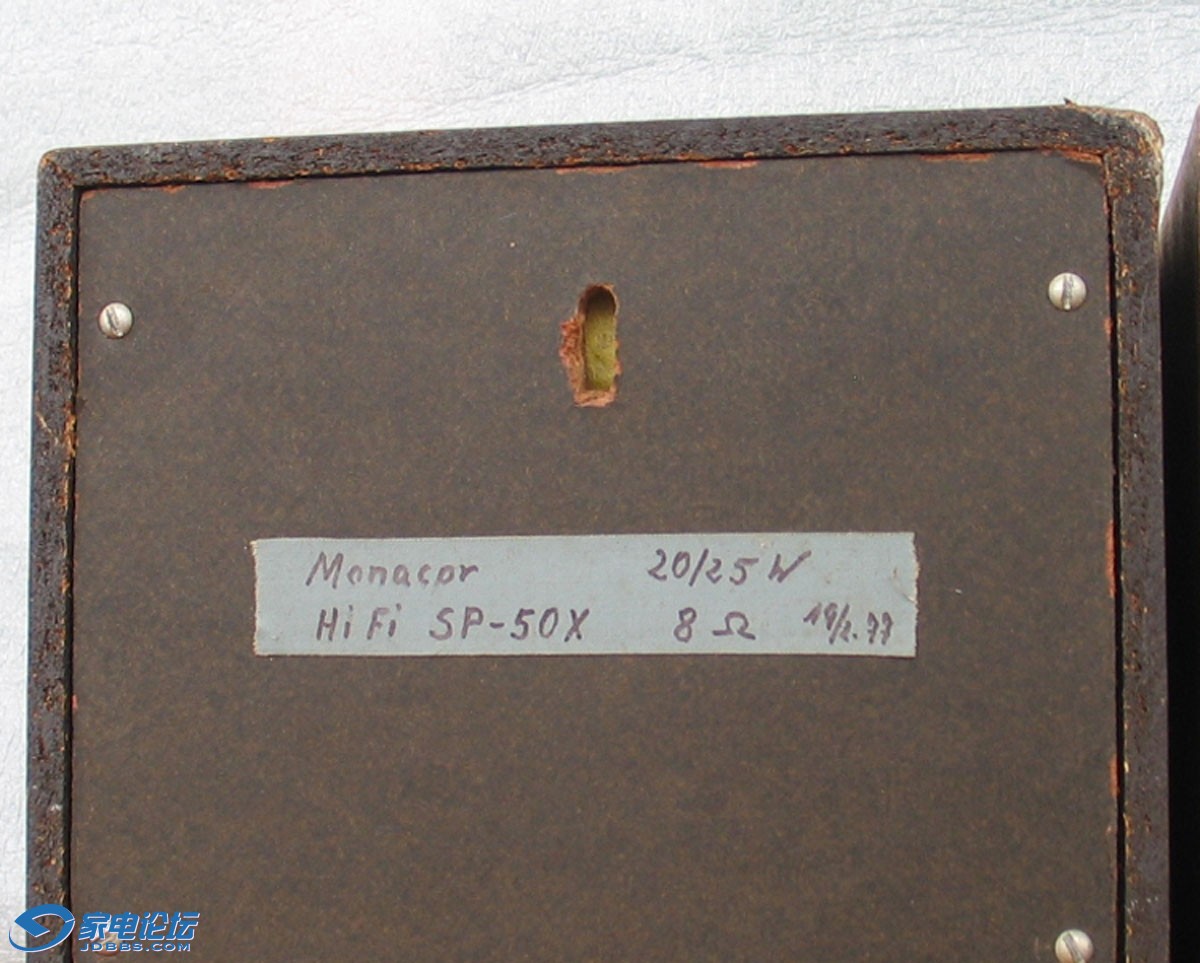 Monacor 20/25 W
HiFi SP-50X 8 Ω 19/2.77
家电论坛
JDBBS.COM